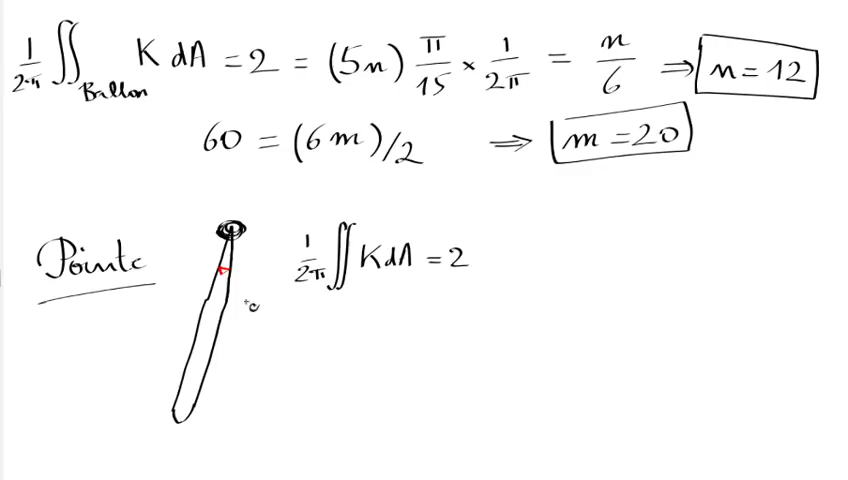 1/2π ∬_Ballon K dA = 2 = (5n) π/15 × 1/2π = n/6 ⇒ n = 12
60 = (6m)/2 ⇒ m = 20
Pointe 1/2π ∬ K dA = 2